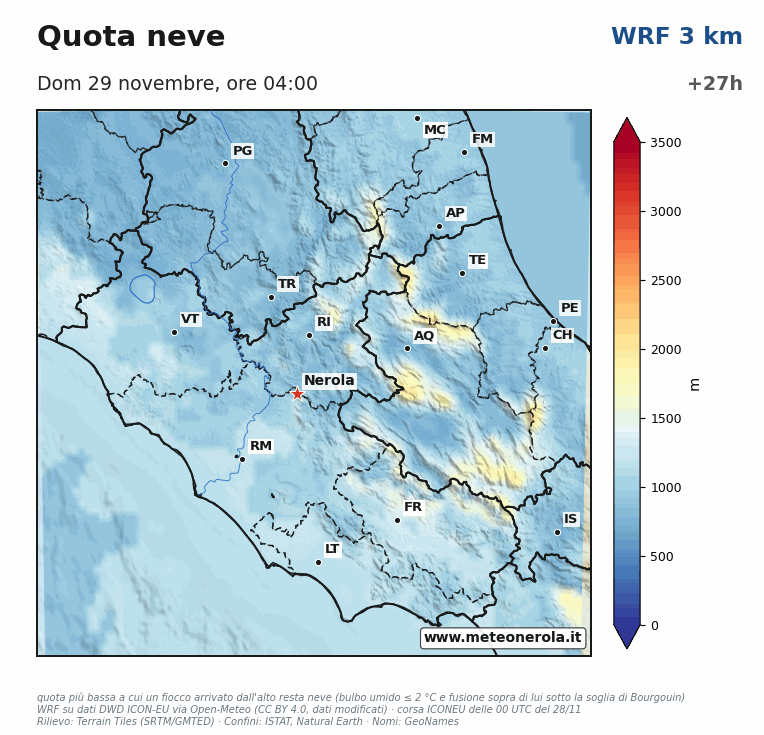 Quota neve
WRF 3 km
Dom 29 novembre, ore 04:00
+27h
MC
FM
PG
AP
TE
TR
PE
VT
RI
AQ
CH
Nerola
RM
FR
IS
LT
www.meteonerola.it
3500
3000
2500
2000
1500
1000
500
0
m
quota più bassa a cui un fiocco arrivato dall'alto resta neve (bulbo umido ≤ 2 °C e fusione sopra di lui sotto la soglia di Bourgouin)
WRF su dati DWD ICON-EU via Open-Meteo (CC BY 4.0, dati modificati) · corsa ICONEU delle 00 UTC del 28/11
Rilievo: Terrain Tiles (SRTM/GMTED) · Confini: ISTAT, Natural Earth · Nomi: GeoNames